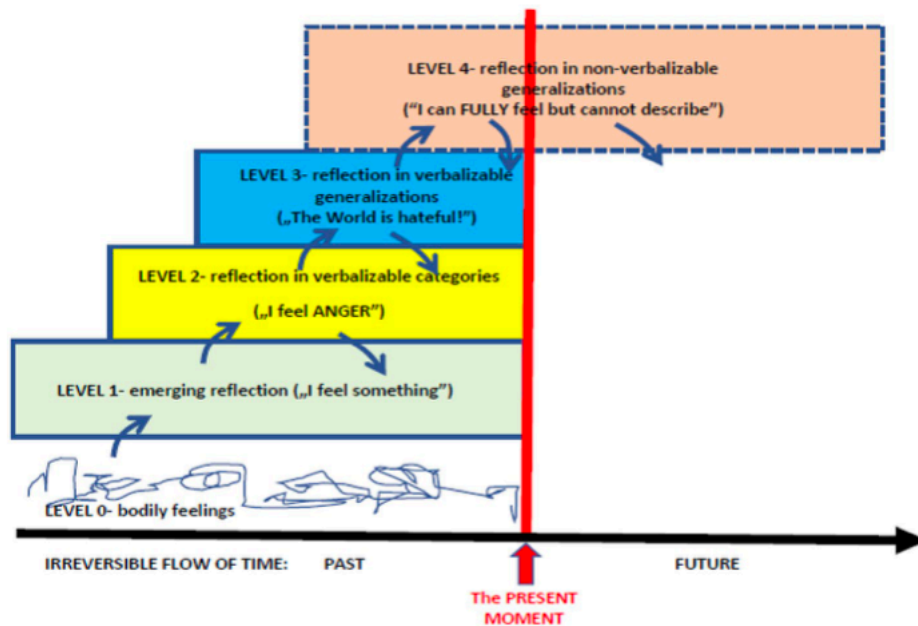 LEVEL 4- reflection in non-verbalizable
generalizations
("I can FULLY feel but cannot describe")
LEVEL 3- reflection in verbalizable
generalizations
(„The World is hateful!")
LEVEL 2- reflection in verbalizable categories
(„I feel ANGER")
LEVEL 1- emerging reflection („I feel something")
LEVEL 0- bodily feelings
IRREVERSIBLE FLOW OF TIME: PAST FUTURE
The PRESENT
MOMENT